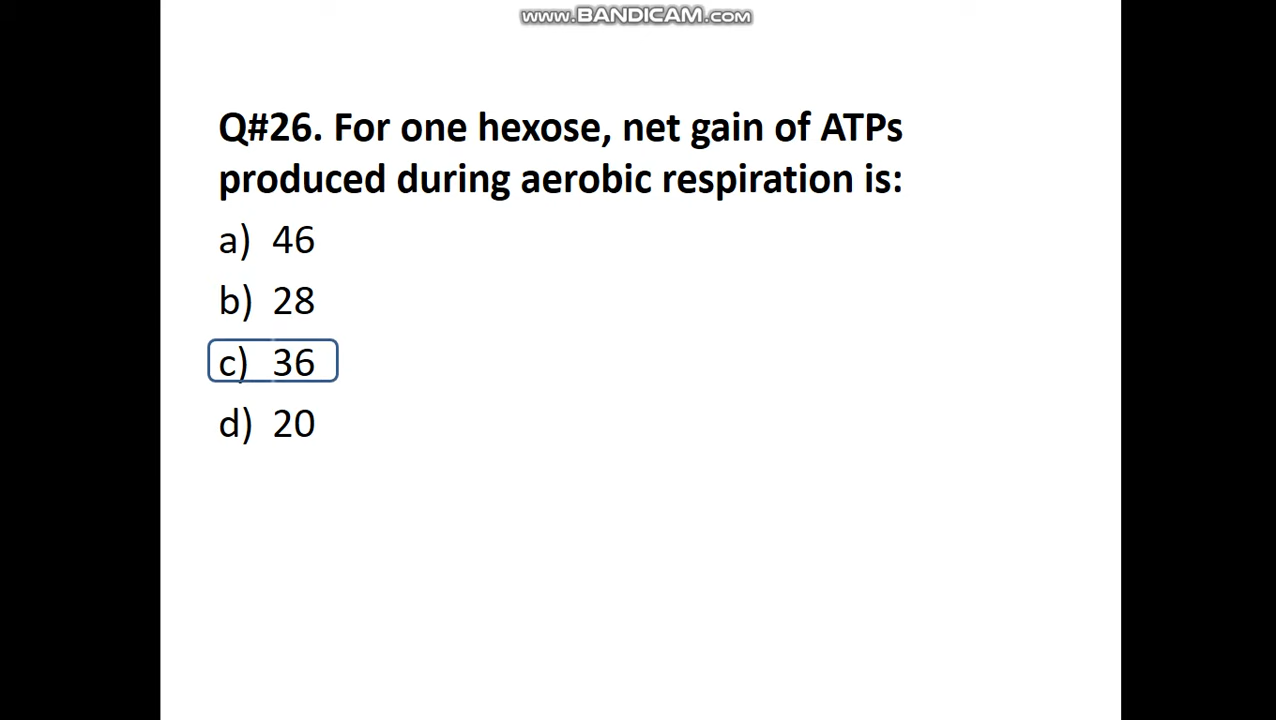 www.BANDICAM.com
Q#26. For one hexose, net gain of ATPs
produced during aerobic respiration is:
a) 46
b) 28
c) 36
d) 20